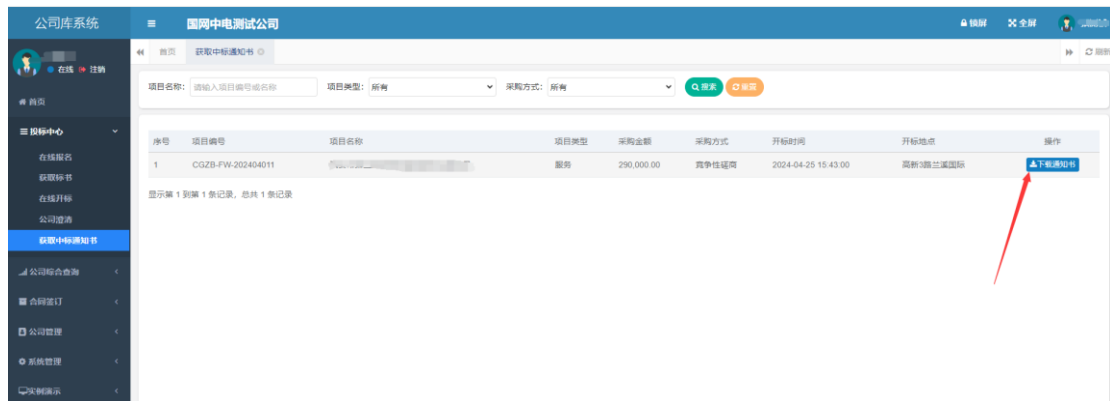 公司库系统
国网中电测试公司
锁屏 全屏
在线 注销
首页 获取中标通知书
刷新
项目名称: 请输入项目编号或名称 项目类型: 所有 采购方式: 所有 搜索 重置
首页
投标中心
在线报名
获取标书
在线开标
公司澄清
获取中标通知书
公司综合查询
合同签订
公司管理
系统管理
实例演示
序号 项目编号 项目名称 项目类型 采购金额 采购方式 开标时间 开标地点 操作
1 CGZB-FW-202404011 服务 290,000.00 竞争性磋商 2024-04-25 15:43:00 高新3路兰溪国际 下载通知书
显示第 1 到第 1 条记录，总共 1 条记录